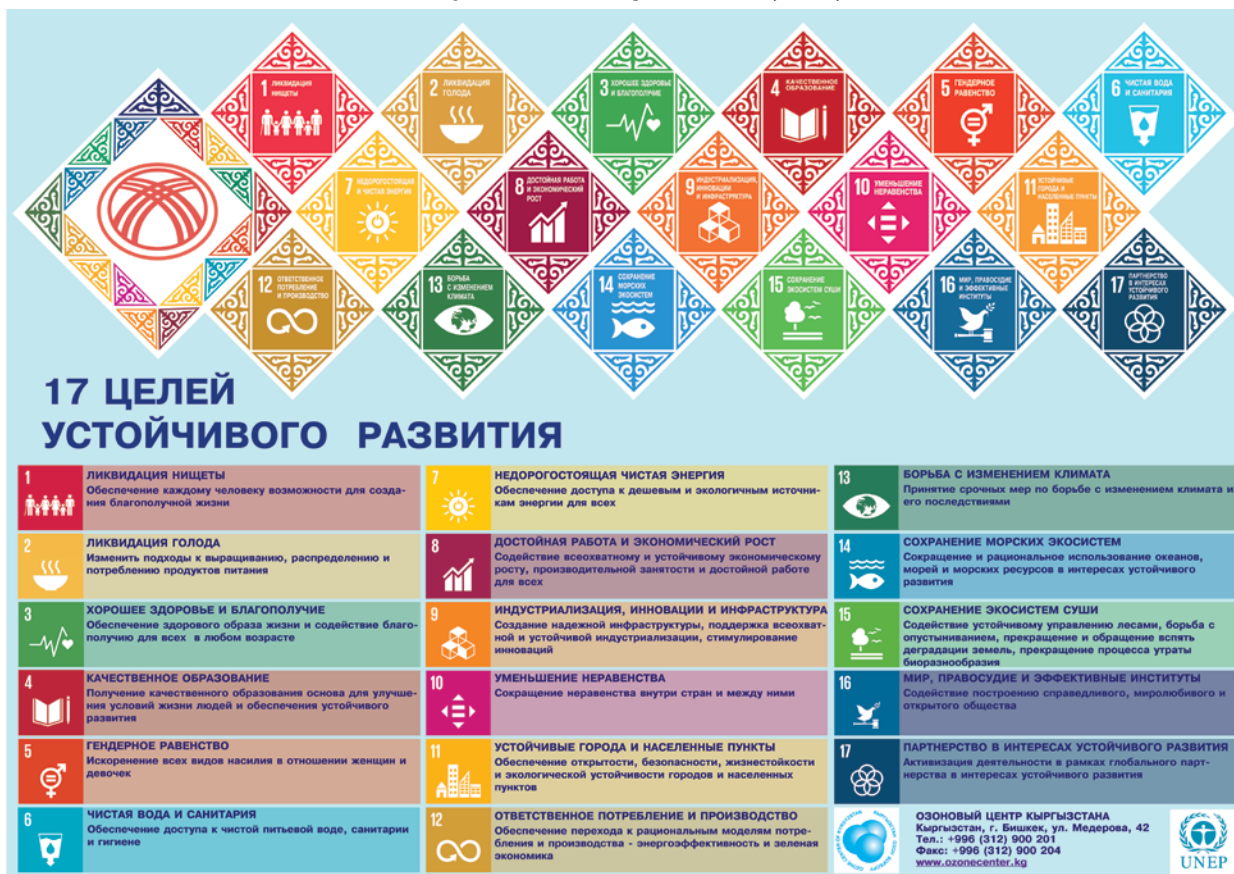 1 ЛИКВИДАЦИЯ
НИЩЕТЫ
2 ЛИКВИДАЦИЯ
ГОЛОДА
3 ХОРОШЕЕ ЗДОРОВЬЕ
И БЛАГОПОЛУЧИЕ
4 КАЧЕСТВЕННОЕ
ОБРАЗОВАНИЕ
5 ГЕНДЕРНОЕ
РАВЕНСТВО
6 ЧИСТАЯ ВОДА
И САНИТАРИЯ
7 НЕДОРОГОСТОЯЩАЯ
И ЧИСТАЯ ЭНЕРГИЯ
8 ДОСТОЙНАЯ РАБОТА
И ЭКОНОМИЧЕСКИЙ
РОСТ
9 ИНДУСТРИАЛИЗАЦИЯ,
ИННОВАЦИИ
И ИНФРАСТРУКТУРА
10 УМЕНЬШЕНИЕ
НЕРАВЕНСТВА
11 УСТОЙЧИВЫЕ
ГОРОДА И
НАСЕЛЕННЫЕ ПУНКТЫ
12 ОТВЕТСТВЕННОЕ
ПОТРЕБЛЕНИЕ
И ПРОИЗВОДСТВО
13 БОРЬБА
С ИЗМЕНЕНИЕМ
КЛИМАТА
14 СОХРАНЕНИЕ
МОРСКИХ
ЭКОСИСТЕМ
15 СОХРАНЕНИЕ
ЭКОСИСТЕМ СУШИ
16 МИР, ПРАВОСУДИЕ
И ЭФФЕКТИВНЫЕ
ИНСТИТУТЫ
17 ПАРТНЕРСТВО
В ИНТЕРЕСАХ
УСТОЙЧИВОГО
РАЗВИТИЯ
17 ЦЕЛЕЙ
УСТОЙЧИВОГО РАЗВИТИЯ
1 ЛИКВИДАЦИЯ НИЩЕТЫ
Обеспечение каждому человеку возможности для созда-
ния благополучной жизни
2 ЛИКВИДАЦИЯ ГОЛОДА
Изменить подходы к выращиванию, распределению и
потреблению продуктов питания
3 ХОРОШЕЕ ЗДОРОВЬЕ И БЛАГОПОЛУЧИЕ
Обеспечение здорового образа жизни и содействие благо-
получию для всех в любом возрасте
4 КАЧЕСТВЕННОЕ ОБРАЗОВАНИЕ
Получение качественного образования основа для улучше-
ния условий жизни людей и обеспечения устойчивого
развития
5 ГЕНДЕРНОЕ РАВЕНСТВО
Искоренение всех видов насилия в отношении женщин и
девочек
6 ЧИСТАЯ ВОДА И САНИТАРИЯ
Обеспечение доступа к чистой питьевой воде, санитарии
и гигиене
7 НЕДОРОГОСТОЯЩАЯ ЧИСТАЯ ЭНЕРГИЯ
Обеспечение доступа к дешевым и экологичным источни-
кам энергии для всех
8 ДОСТОЙНАЯ РАБОТА И ЭКОНОМИЧЕСКИЙ РОСТ
Содействие всеохватному и устойчивому экономическому
росту, производительной занятости и достойной работе
для всех
9 ИНДУСТРИАЛИЗАЦИЯ, ИННОВАЦИИ И ИНФРАСТРУКТУРА
Создание надежной инфраструктуры, поддержка всеохват-
ной и устойчивой индустриализации, стимулирование
инноваций
10 УМЕНЬШЕНИЕ НЕРАВЕНСТВА
Сокращение неравенства внутри стран и между ними
11 УСТОЙЧИВЫЕ ГОРОДА И НАСЕЛЕННЫЕ ПУНКТЫ
Обеспечение открытости, безопасности, жизнестойкости
и экологической устойчивости городов и населенных
пунктов
12 ОТВЕТСТВЕННОЕ ПОТРЕБЛЕНИЕ И ПРОИЗВОДСТВО
Обеспечение перехода к рациональным моделям потре-
бления и производства - энергоэффективность и зеленая
экономика
13 БОРЬБА С ИЗМЕНЕНИЕМ КЛИМАТА
Принятие срочных мер по борьбе с изменением климата и
его последствиями
14 СОХРАНЕНИЕ МОРСКИХ ЭКОСИСТЕМ
Сокращение и рациональное использование океанов,
морей и морских ресурсов в интересах устойчивого
развития
15 СОХРАНЕНИЕ ЭКОСИСТЕМ СУШИ
Содействие устойчивому управлению лесами, борьба с
опустыниванием, прекращение и обращение вспять
деградации земель, прекращение процесса утраты
биоразнообразия
16 МИР, ПРАВОСУДИЕ И ЭФФЕКТИВНЫЕ ИНСТИТУТЫ
Содействие построению справедливого, миролюбивого и
открытого общества
17 ПАРТНЕРСТВО В ИНТЕРЕСАХ УСТОЙЧИВОГО РАЗВИТИЯ
Активизация деятельности в рамках глобального парт-
нерства в интересах устойчивого развития
ОЗОНОВЫЙ ЦЕНТР КЫРГЫЗСТАНА
Кыргызстан, г. Бишкек, ул. Медерова, 42
Тел.: +996 (312) 900 201
Факс: +996 (312) 900 204
www.ozonecenter.kg
UNEP